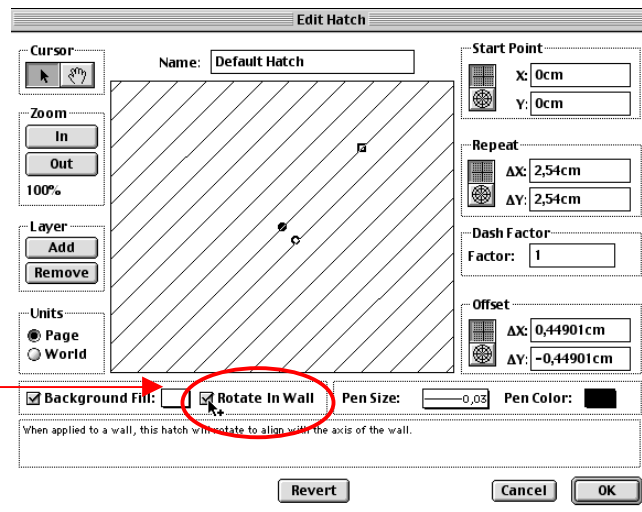 Edit Hatch
Cursor
Name: Default Hatch
Zoom
In
Out
100%
Layer
Add
Remove
Units
Page
World
Start Point
X: 0cm
Y: 0cm
Repeat
ΔX: 2,54cm
ΔY: 2,54cm
Dash Factor
Factor: 1
Offset
ΔX: 0,44901cm
ΔY: -0,44901cm
Background Fill: Rotate In Wall Pen Size: 0,03 Pen Color:
When applied to a wall, this hatch will rotate to align with the axis of the wall.
Revert Cancel OK